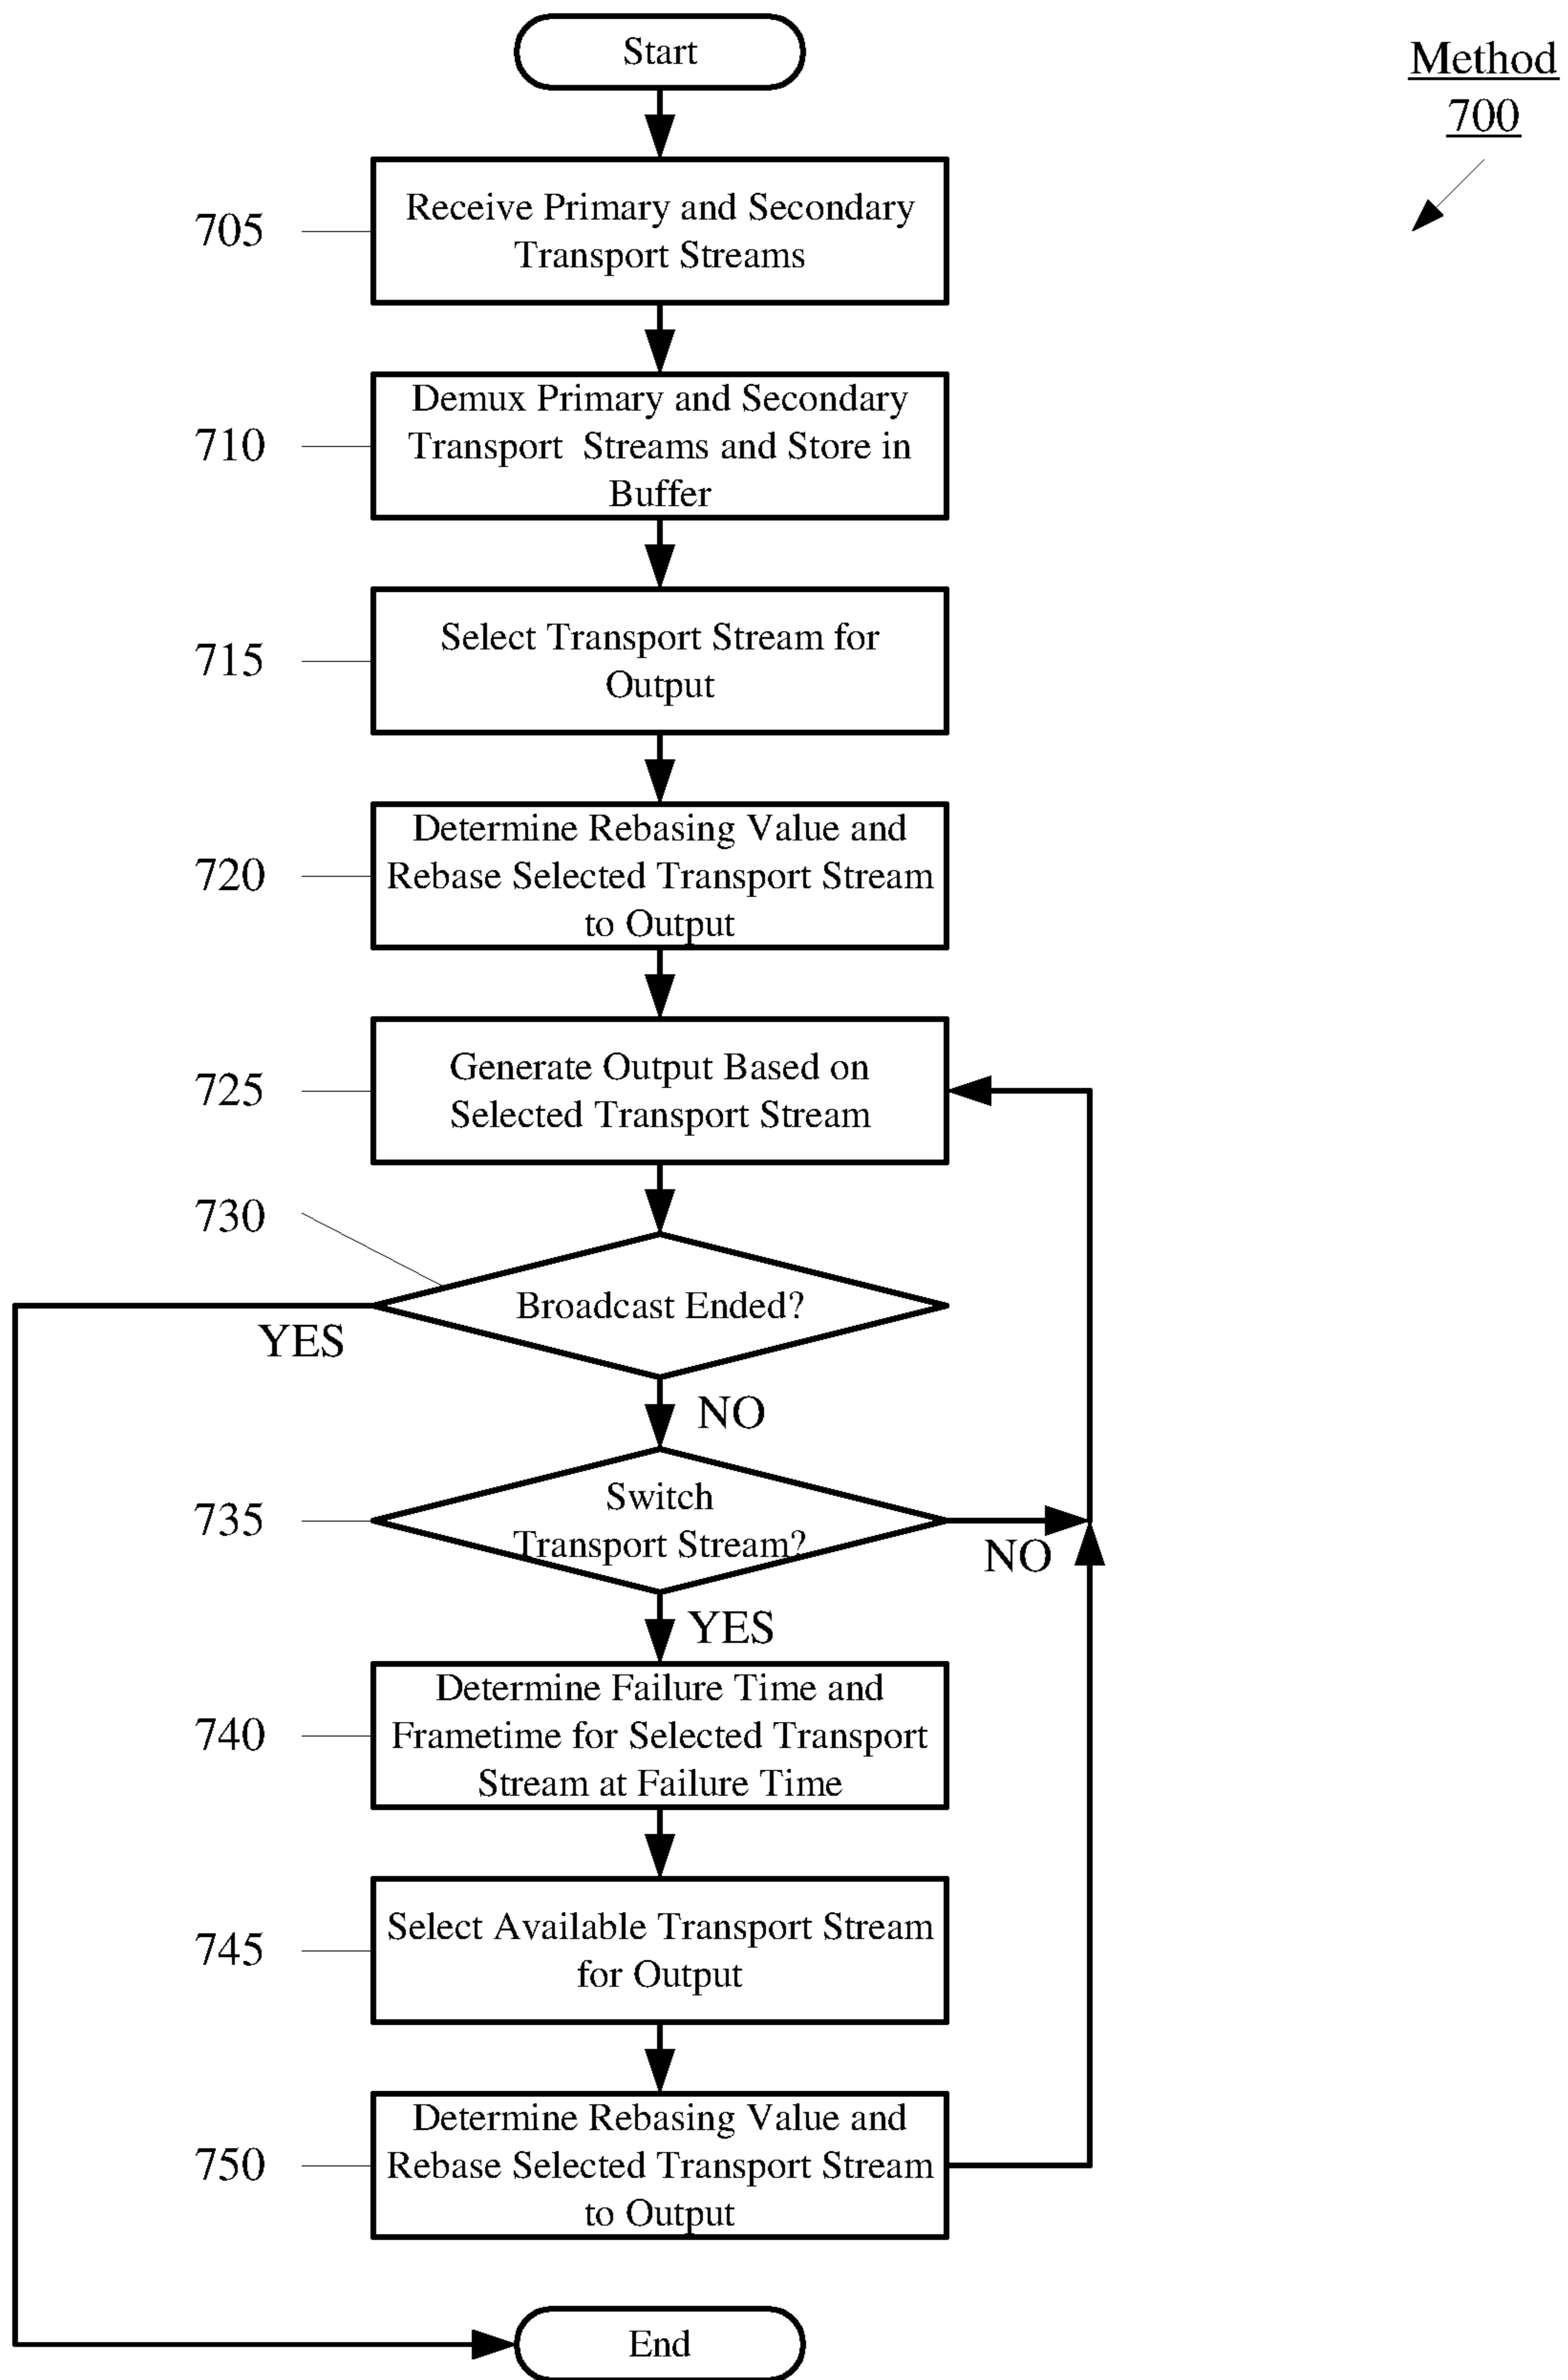 Start
Method
700
705
Receive Primary and Secondary
Transport Streams
710
Demux Primary and Secondary
Transport Streams and Store in
Buffer
715
Select Transport Stream for
Output
720
Determine Rebasing Value and
Rebase Selected Transport Stream
to Output
725
Generate Output Based on
Selected Transport Stream
730
Broadcast Ended?
YES
NO
735
Switch
Transport Stream?
NO
YES
740
Determine Failure Time and
Frametime for Selected Transport
Stream at Failure Time
745
Select Available Transport Stream
for Output
750
Determine Rebasing Value and
Rebase Selected Transport Stream
to Output
End